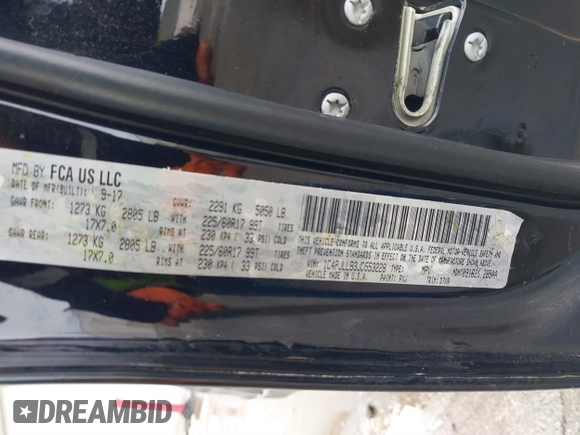 MFD BY FCA US LLC
DATE OF MFR(BUILT): 9-17 GVWR: 2291 KG 5050 LB
GAWR FRONT: 1273 KG 2805 LB WITH 225/60R17 99T TIRES
17X7.0 RIMS AT 230 KPA ( 33 PSI) COLD
GAWR REAR: 1273 KG 2805 LB WITH 225/60R17 99T TIRES
17X7.0 RIMS AT 230 KPA ( 33 PSI) COLD
THIS VEHICLE CONFORMS TO ALL APPLICABLE U.S.A. FEDERAL MOTOR VEHICLE SAFETY AND
THEFT PREVENTION STANDARDS IN EFFECT ON THE DATE OF MANUFACTURE SHOWN ABOVE.
VIN: TYPE: MPV
VEHICLE MADE IN U.S.A. PAINT: TRIM:
DREAMBID